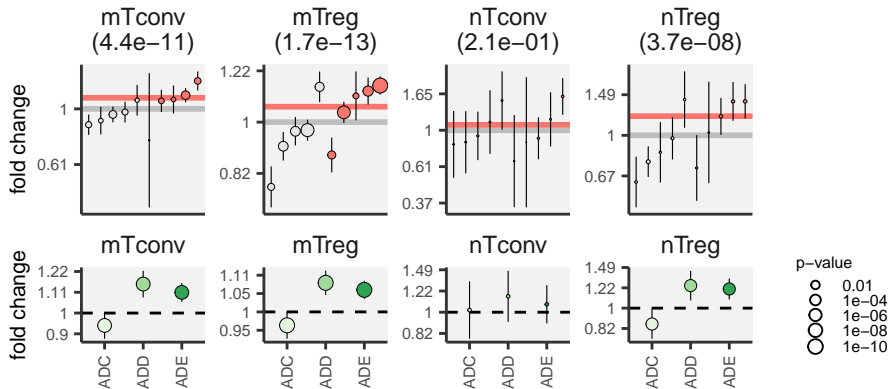 mTconv mTreg nTconv nTreg
(4.4e−11) (1.7e−13) (2.1e−01) (3.7e−08)
fold change
1
0.61
1.22
1
0.82
1.65
1
0.61
0.37
1.49
1
0.67
mTconv mTreg nTconv nTreg
fold change
1.22
1.11
1
0.9
1.11
1.05
1
0.95
1.49
1.22
1
0.82
1.49
1.22
1
0.82
ADC ADD ADE
ADC ADD ADE
ADC ADD ADE
ADC ADD ADE
p−value
0.01
1e−04
1e−06
1e−08
1e−10